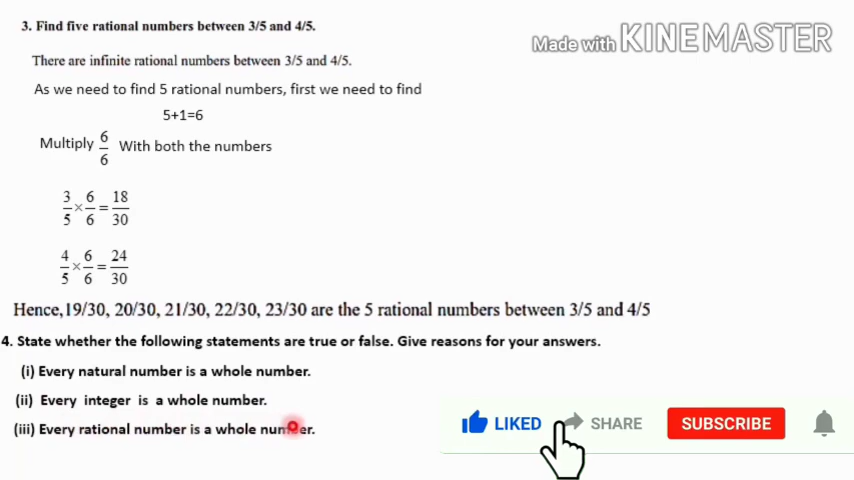 3. Find five rational numbers between 3/5 and 4/5.
Made with KINEMASTER
There are infinite rational numbers between 3/5 and 4/5.
As we need to find 5 rational numbers, first we need to find
5+1=6
Multiply 6/6 With both the numbers
3/5 × 6/6 = 18/30
4/5 × 6/6 = 24/30
Hence,19/30, 20/30, 21/30, 22/30, 23/30 are the 5 rational numbers between 3/5 and 4/5
4. State whether the following statements are true or false. Give reasons for your answers.
(i) Every natural number is a whole number.
(ii) Every integer is a whole number.
(iii) Every rational number is a whole number.
LIKED SHARE SUBSCRIBE